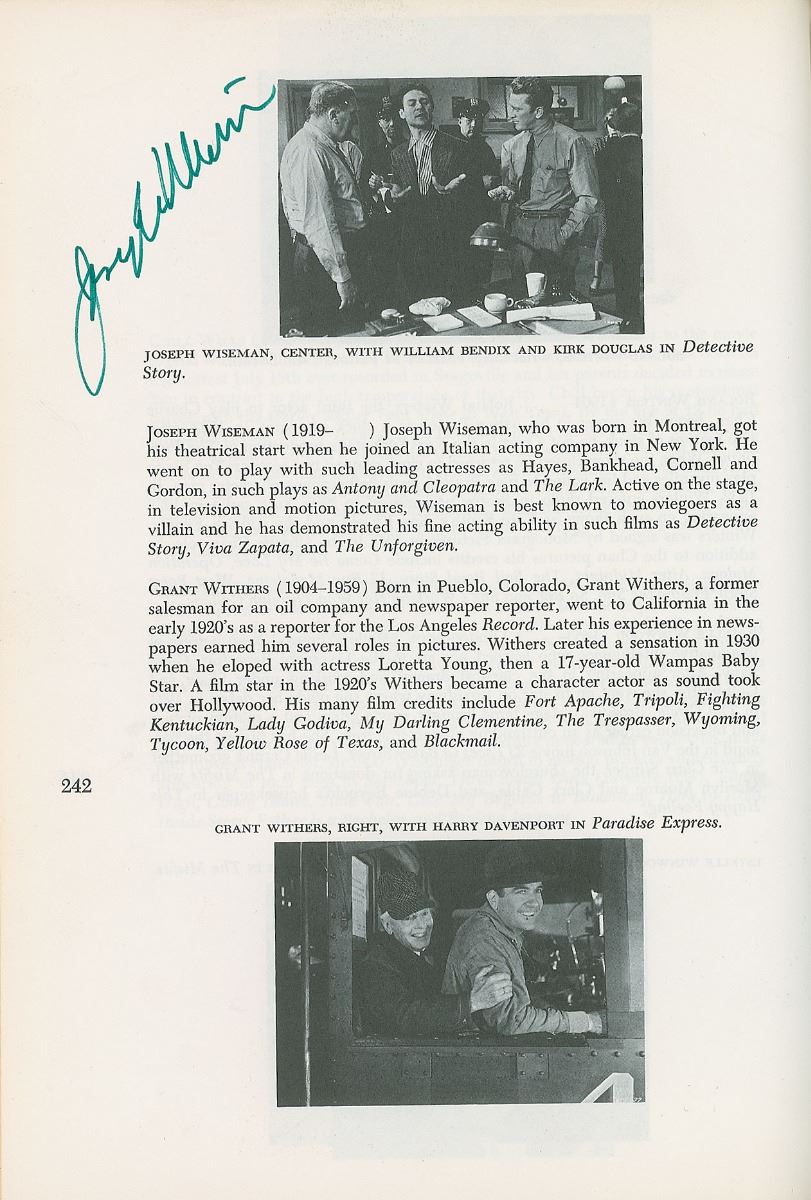 Joseph Wiseman
JOSEPH WISEMAN, CENTER, WITH WILLIAM BENDIX AND KIRK DOUGLAS IN Detective
Story.
JOSEPH WISEMAN (1919– ) Joseph Wiseman, who was born in Montreal, got
his theatrical start when he joined an Italian acting company in New York. He
went on to play with such leading actresses as Hayes, Bankhead, Cornell and
Gordon, in such plays as Antony and Cleopatra and The Lark. Active on the stage,
in television and motion pictures, Wiseman is best known to moviegoers as a
villain and he has demonstrated his fine acting ability in such films as Detective
Story, Viva Zapata, and The Unforgiven.
GRANT WITHERS (1904–1959) Born in Pueblo, Colorado, Grant Withers, a former
salesman for an oil company and newspaper reporter, went to California in the
early 1920's as a reporter for the Los Angeles Record. Later his experience in news-
papers earned him several roles in pictures. Withers created a sensation in 1930
when he eloped with actress Loretta Young, then a 17-year-old Wampas Baby
Star. A film star in the 1920's Withers became a character actor as sound took
over Hollywood. His many film credits include Fort Apache, Tripoli, Fighting
Kentuckian, Lady Godiva, My Darling Clementine, The Trespasser, Wyoming,
Tycoon, Yellow Rose of Texas, and Blackmail.
242
GRANT WITHERS, RIGHT, WITH HARRY DAVENPORT IN Paradise Express.